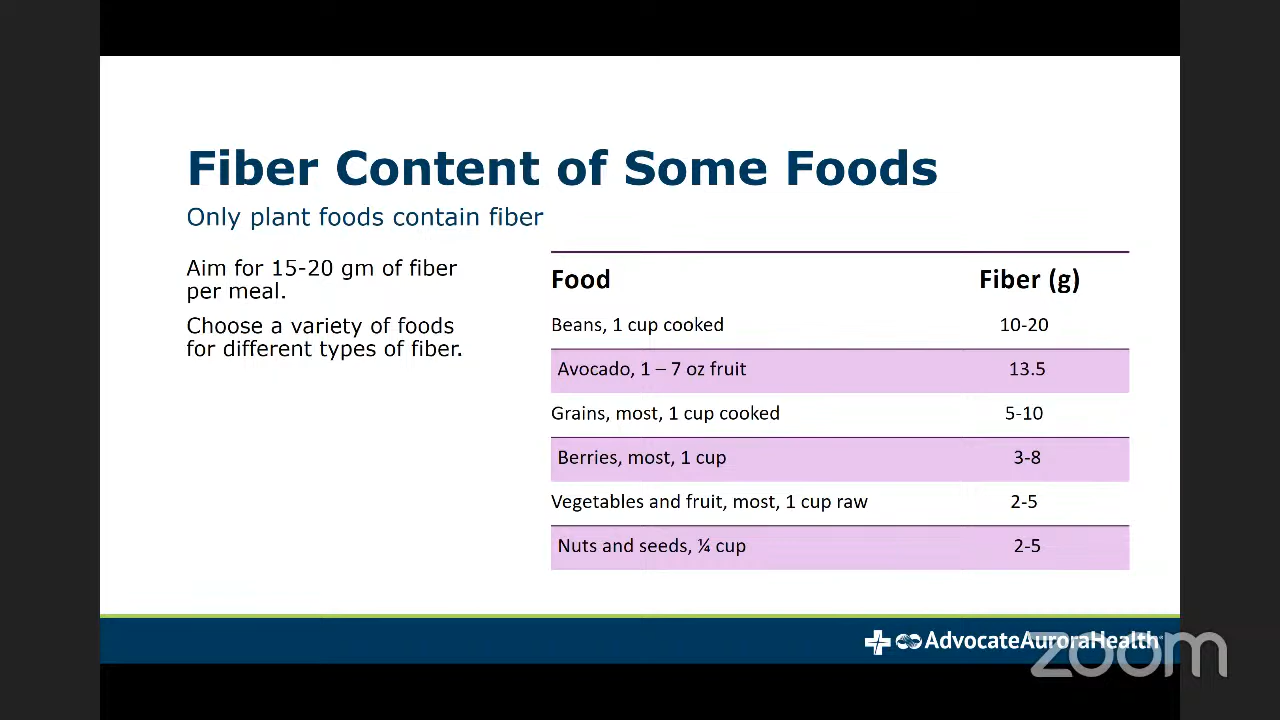 Fiber Content of Some Foods
Only plant foods contain fiber
Aim for 15-20 gm of fiber
per meal.
Choose a variety of foods
for different types of fiber.
Food Fiber (g)
Beans, 1 cup cooked 10-20
Avocado, 1 – 7 oz fruit 13.5
Grains, most, 1 cup cooked 5-10
Berries, most, 1 cup 3-8
Vegetables and fruit, most, 1 cup raw 2-5
Nuts and seeds, ¼ cup 2-5
AdvocateAuroraHealth®
zoom